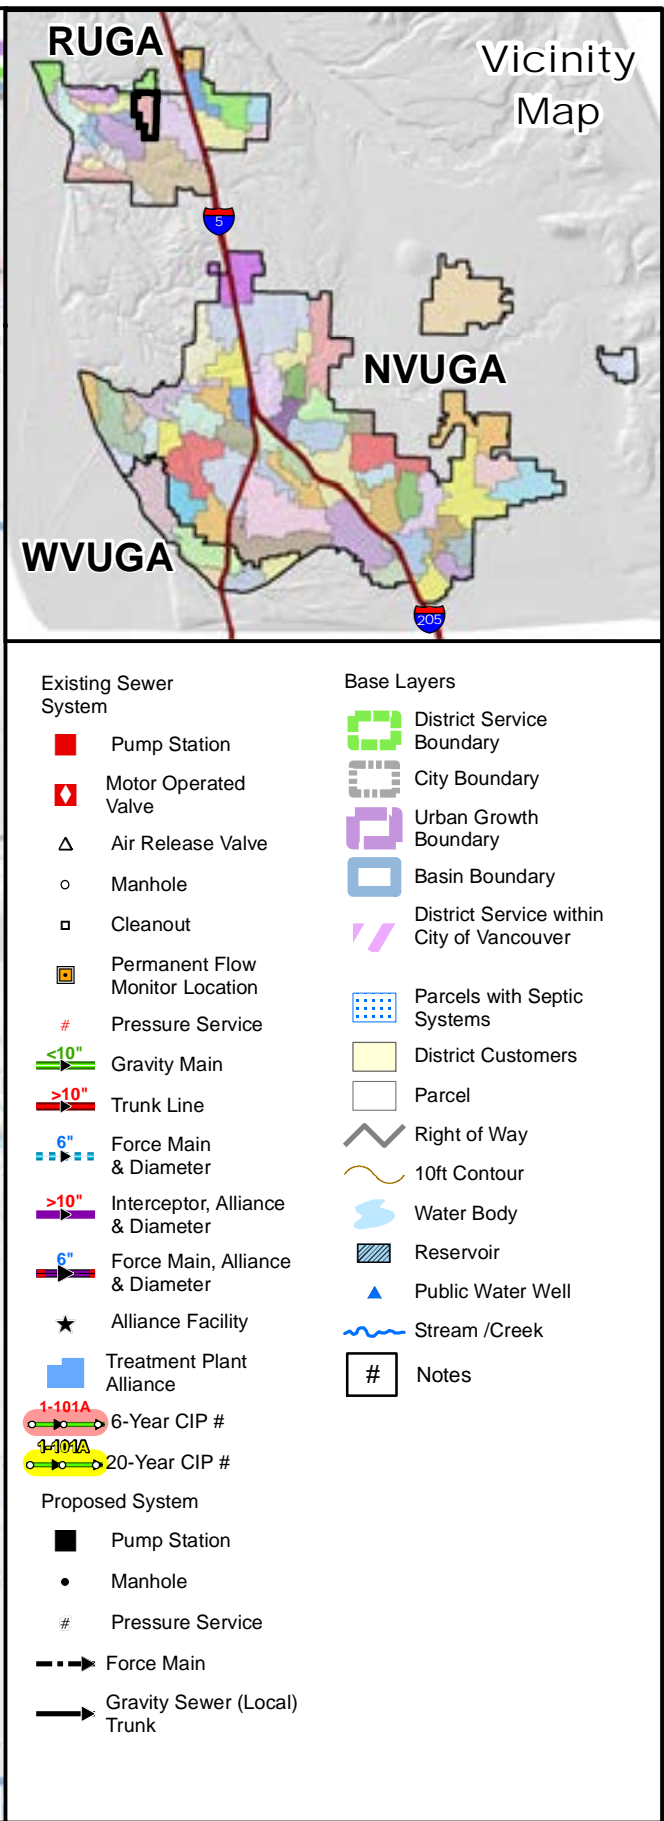 RUGA
Vicinity
Map
5
NVUGA
WVUGA
205
Existing Sewer
System
Pump Station
Motor Operated
Valve
Air Release Valve
Manhole
Cleanout
Permanent Flow
Monitor Location
# Pressure Service
<10" Gravity Main
>10" Trunk Line
6" Force Main
& Diameter
>10" Interceptor, Alliance
& Diameter
6" Force Main, Alliance
& Diameter
Alliance Facility
Treatment Plant
Alliance
1-101A 6-Year CIP #
1-101A 20-Year CIP #
Proposed System
Pump Station
Manhole
# Pressure Service
Force Main
Gravity Sewer (Local)
Trunk
Base Layers
District Service
Boundary
City Boundary
Urban Growth
Boundary
Basin Boundary
District Service within
City of Vancouver
Parcels with Septic
Systems
District Customers
Parcel
Right of Way
10ft Contour
Water Body
Reservoir
Public Water Well
Stream /Creek
# Notes